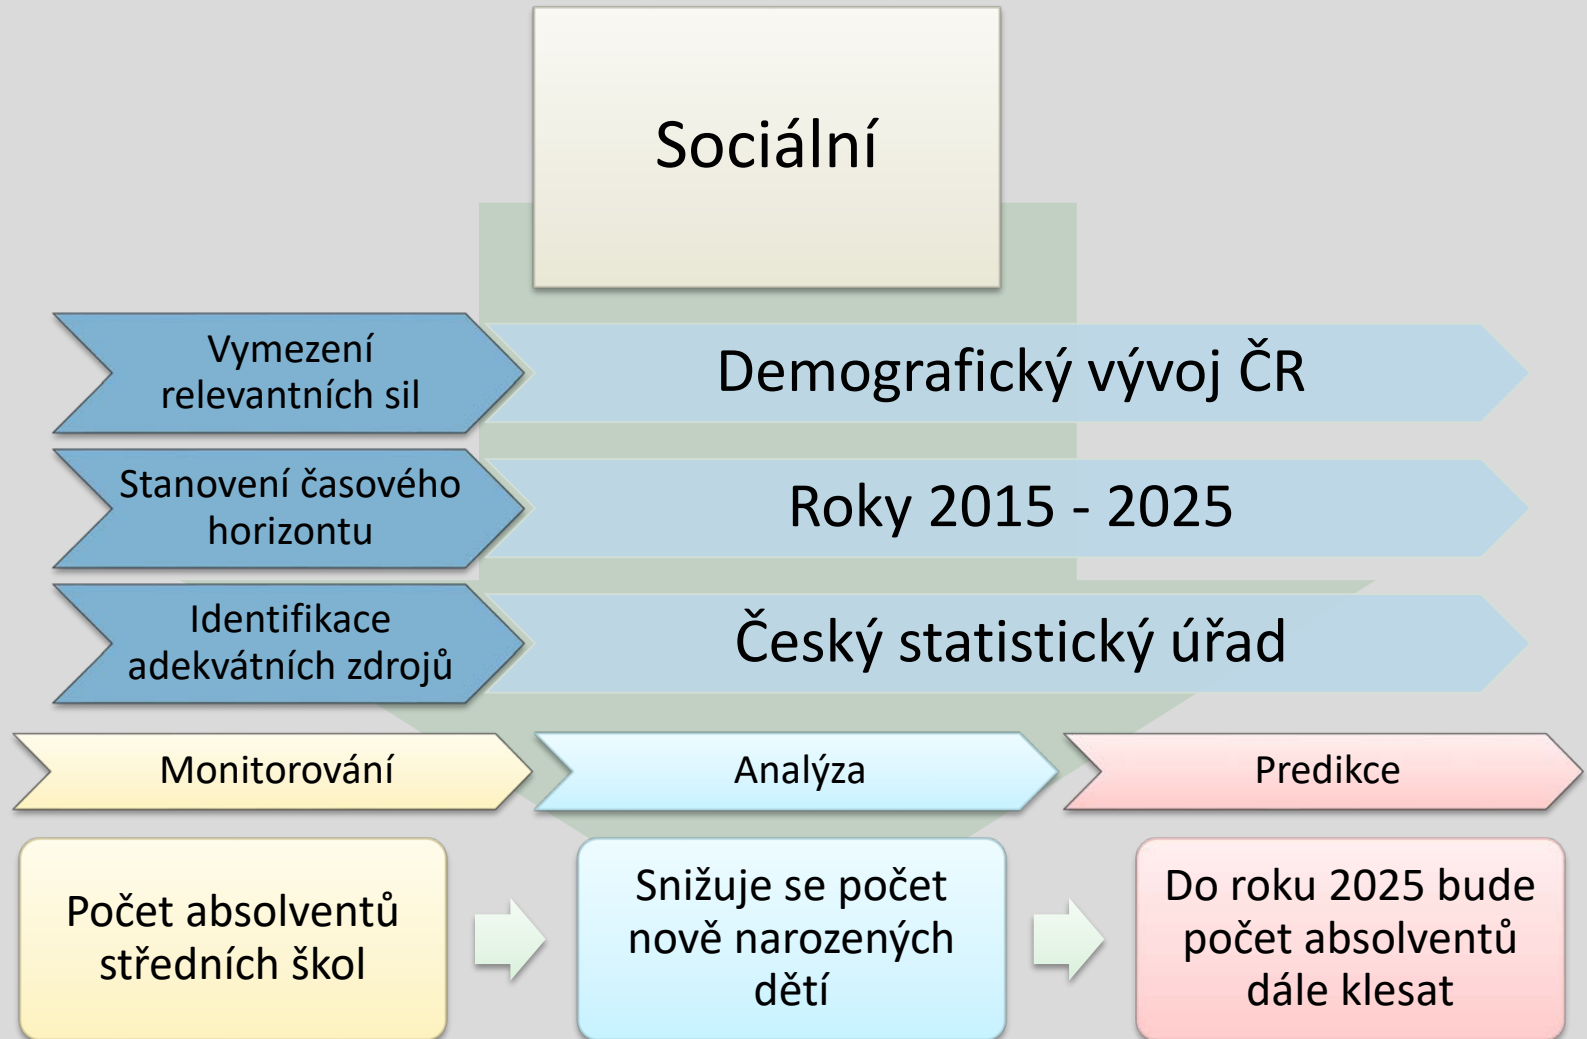 Sociální
Vymezení
relevantních sil
Demografický vývoj ČR
Stanovení časového
horizontu
Roky 2015 - 2025
Identifikace
adekvátních zdrojů
Český statistický úřad
Monitorování
Analýza
Predikce
Počet absolventů
středních škol
Snižuje se počet
nově narozených
dětí
Do roku 2025 bude
počet absolventů
dále klesat